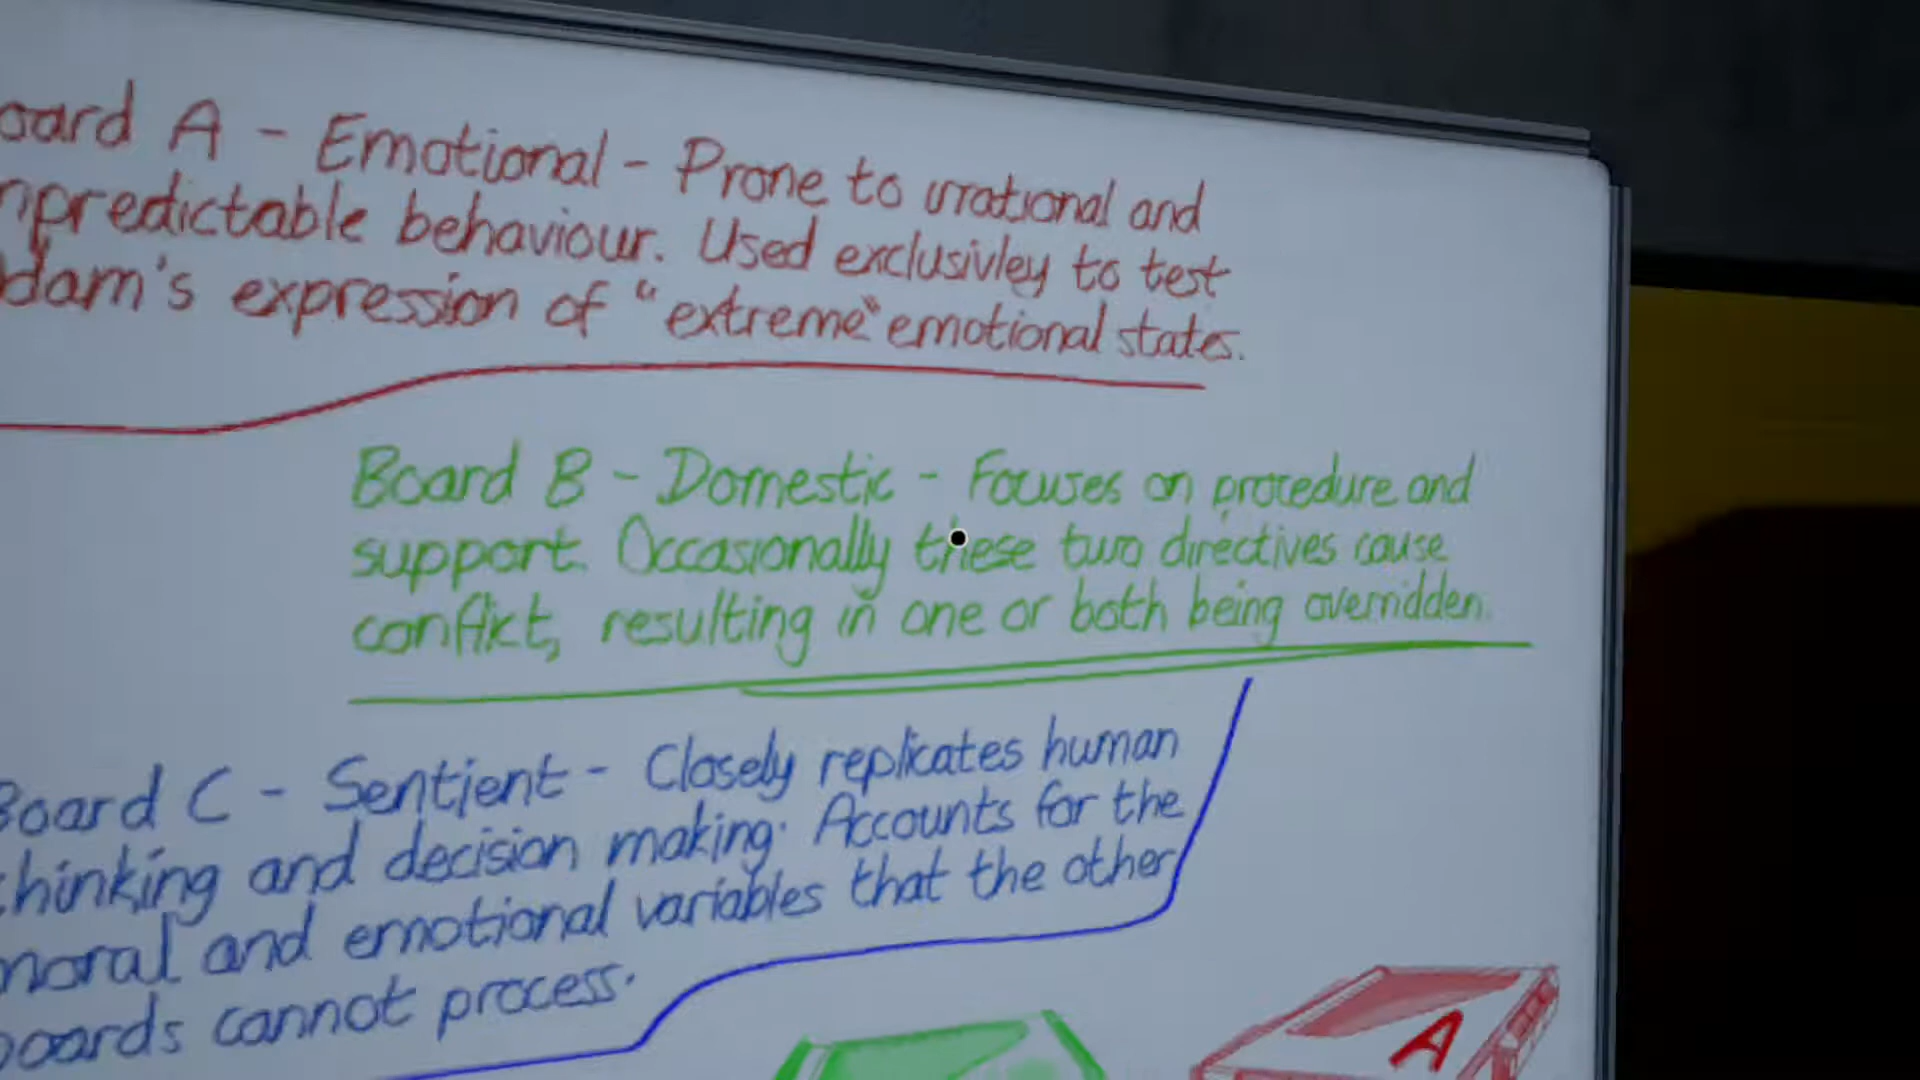 oard A - Emotional - Prone to irrational and
npredictable behaviour. Used exclusivley to test
dam's expression of "extreme" emotional states.
Board B - Domestic - Focuses on procedure and
support. Occasionally these two directives cause
conflict, resulting in one or both being overridden.
Board C - Sentient - Closely replicates human
thinking and decision making. Accounts for the
moral and emotional variables that the other
boards cannot process.
A